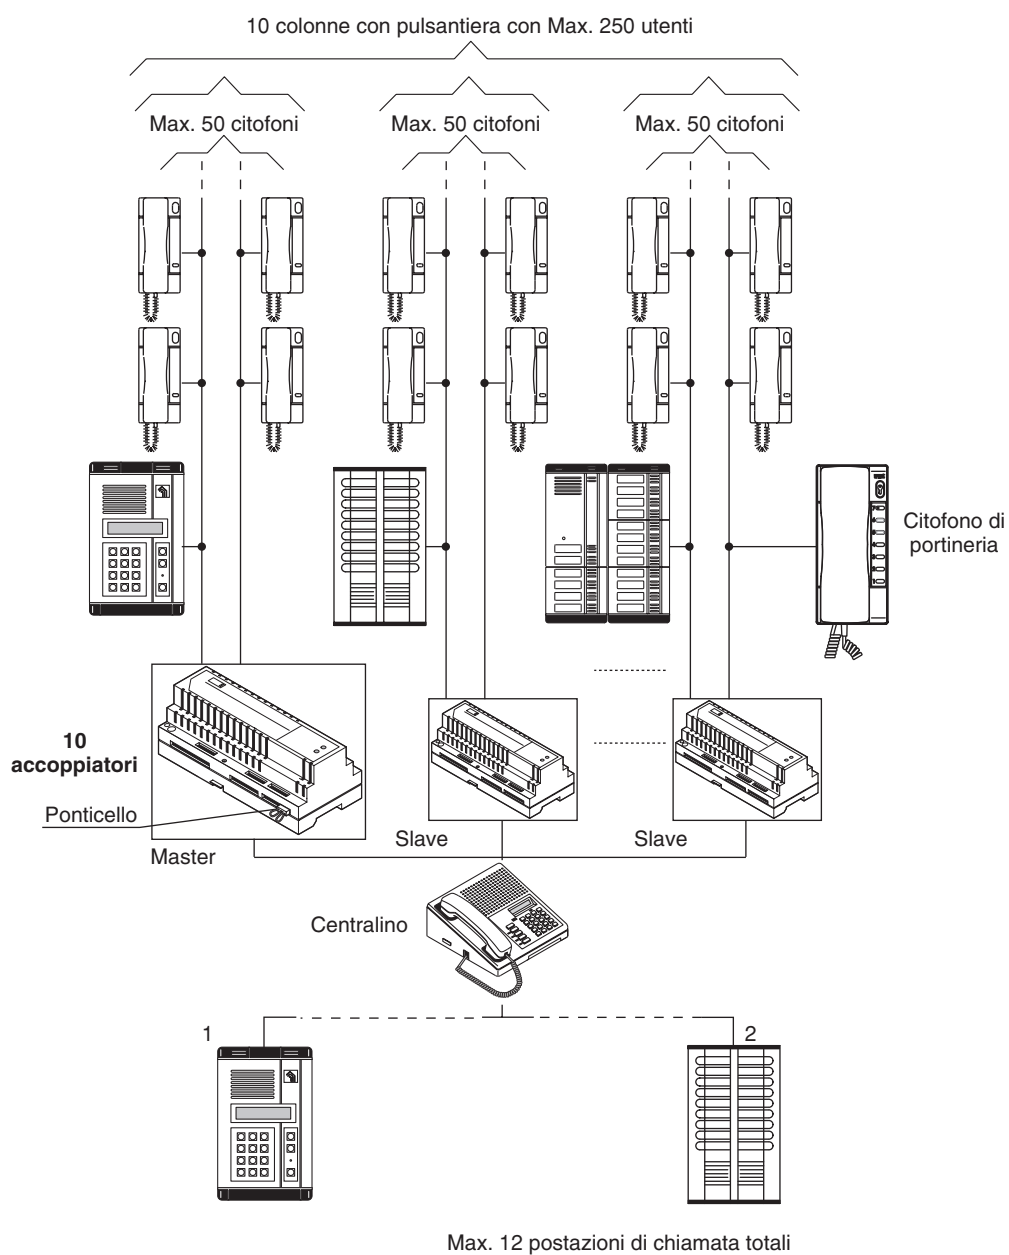 10 colonne con pulsantiera con Max. 250 utenti
Max. 50 citofoni
Max. 50 citofoni
Max. 50 citofoni
Citofono di
portineria
10
accoppiatori
Ponticello
Master
Slave
Slave
Centralino
1
2
Max. 12 postazioni di chiamata totali